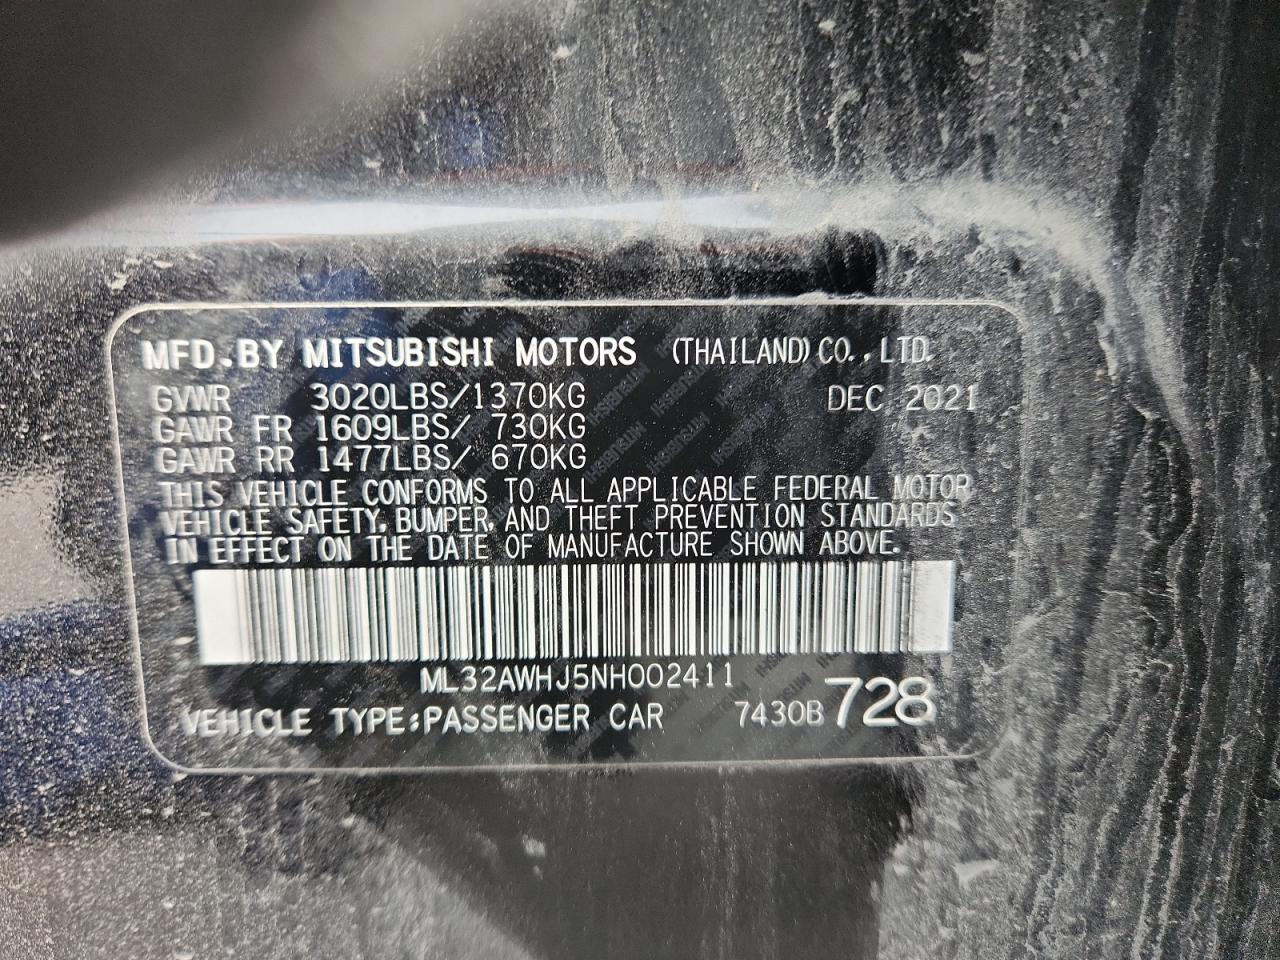 MFD.BY MITSUBISHI MOTORS (THAILAND) CO.,LTD.
GVWR 3020LBS/1370KG DEC 2021
GAWR FR 1609LBS/ 730KG
GAWR RR 1477LBS/ 670KG
THIS VEHICLE CONFORMS TO ALL APPLICABLE FEDERAL MOTOR
VEHICLE SAFETY, BUMPER, AND THEFT PREVENTION STANDARDS
IN EFFECT ON THE DATE OF MANUFACTURE SHOWN ABOVE.
ML32AWHJ5NH002411
VEHICLE TYPE:PASSENGER CAR 7430B 728